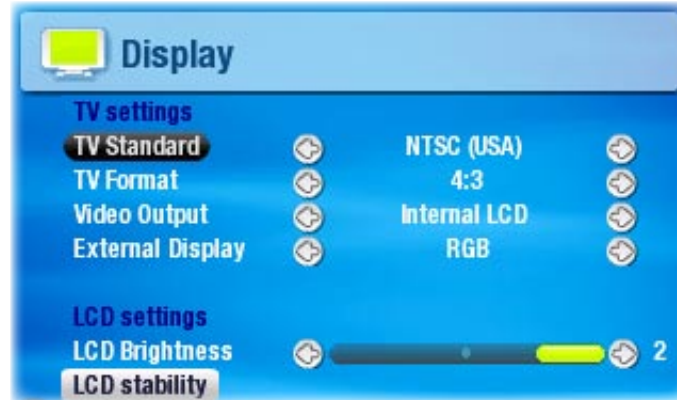 Display
TV settings
TV Standard NTSC (USA)
TV Format 4:3
Video Output Internal LCD
External Display RGB
LCD settings
LCD Brightness 2
LCD stability